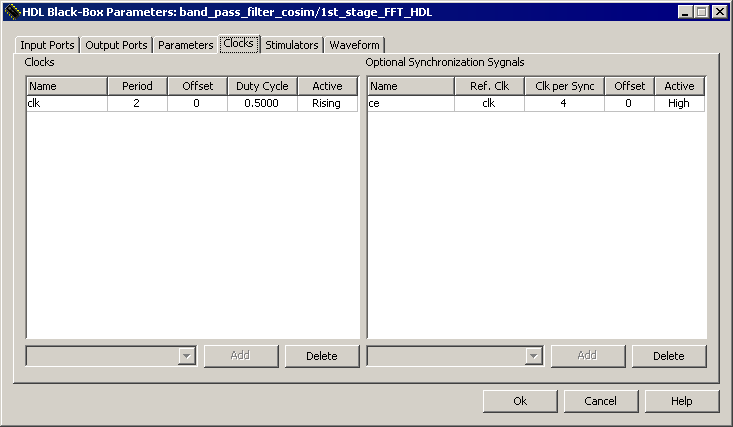 HDL Black-Box Parameters: band_pass_filter_cosim/1st_stage_FFT_HDL
Input Ports Output Ports Parameters Clocks Stimulators Waveform
Clocks Optional Synchronization Sygnals
Name Period Offset Duty Cycle Active Name Ref. Clk Clk per Sync Offset Active
clk 2 0 0.5000 Rising ce clk 4 0 High
Add Delete Add Delete
Ok Cancel Help